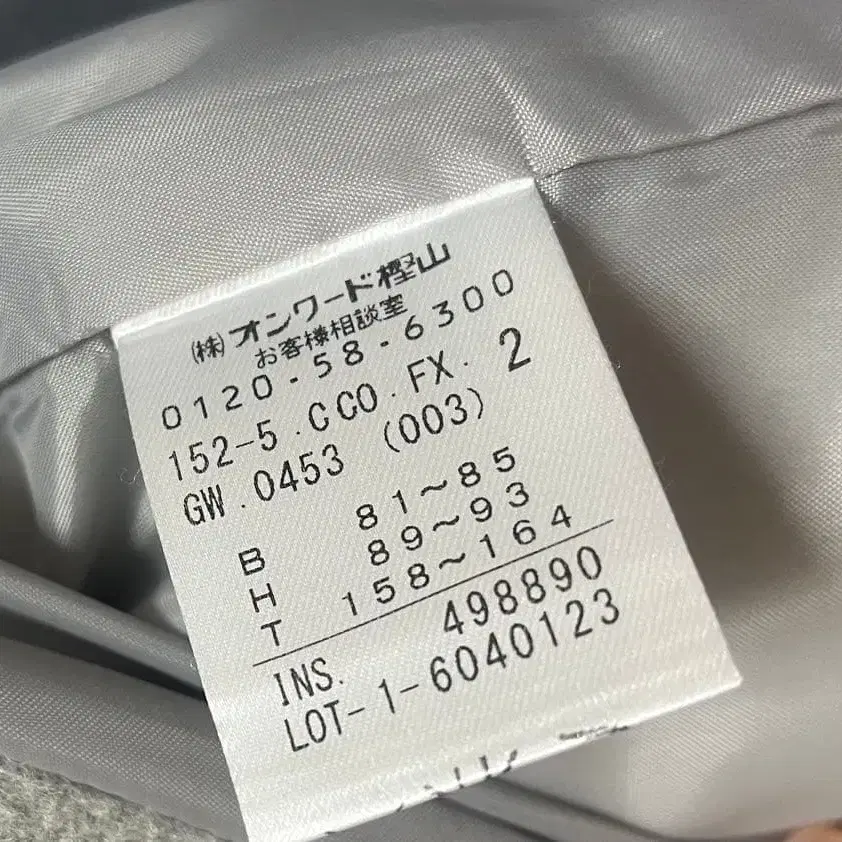 (株)オンワード樫山
お客様相談室
0120-58-6300
152-5.CCO.FX. 2
GW.0453 (003)
B 81~85
H 89~93
T 158~164
INS. 498890
LOT-1-6040123